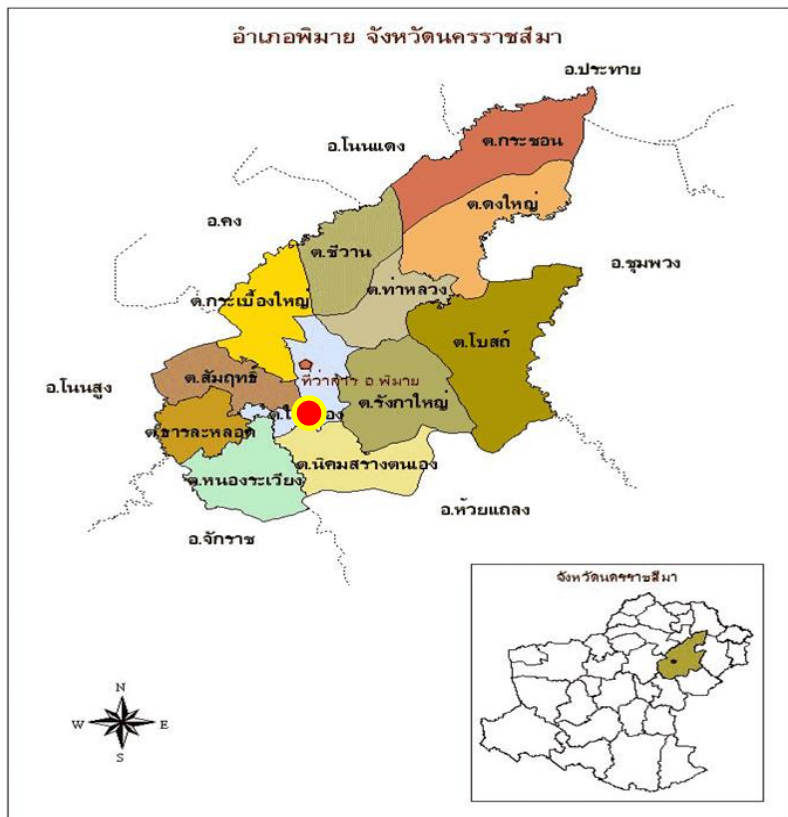 อำเภอพิมาย จังหวัดนครราชสีมา
อ.ประทาย
ต.กระชอน
อ.โนนแดง
ต.ดงใหญ่
อ.คง
ต.ชีวาน
อ.ชุมพวง
ต.ท่าหลวง
ต.กระเบื้องใหญ่
ต.โบสถ์
ต.สัมฤทธิ์
ที่ว่าการ อ.พิมาย
อ.โนนสูง
ต.รังกาใหญ่
ต.ธารละหลอด
ต.นิคมสร้างตนเอง
ต.หนองระเวียง
อ.ห้วยแถลง
อ.จักราช
จังหวัดนครราชสีมา
N
W E
S